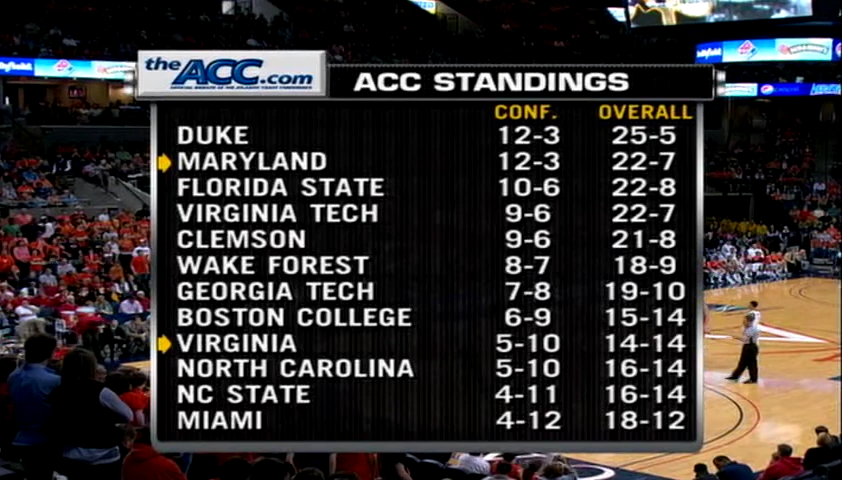 theACC.com
ACC STANDINGS
CONF. OVERALL
DUKE 12-3 25-5
MARYLAND 12-3 22-7
FLORIDA STATE 10-6 22-8
VIRGINIA TECH 9-6 22-7
CLEMSON 9-6 21-8
WAKE FOREST 8-7 18-9
GEORGIA TECH 7-8 19-10
BOSTON COLLEGE 6-9 15-14
VIRGINIA 5-10 14-14
NORTH CAROLINA 5-10 16-14
NC STATE 4-11 16-14
MIAMI 4-12 18-12